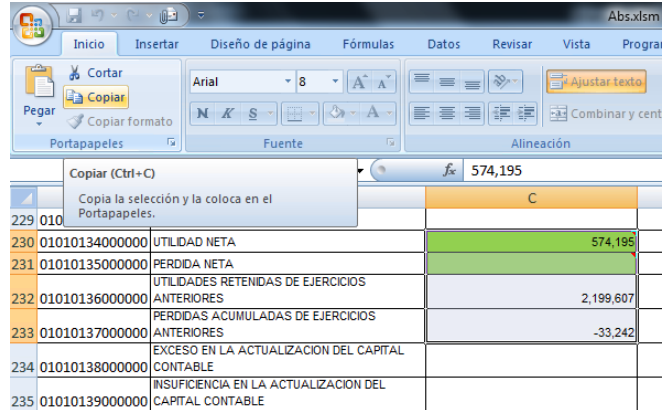 Abs.xlsm
Inicio Insertar Diseño de página Fórmulas Datos Revisar Vista Progra
Cortar
Copiar
Copiar formato
Pegar
Arial 8 A A
N K S A
Ajustar texto
Combinar y cent
Portapapeles Fuente Alineación
Copiar (Ctrl+C)
Copia la selección y la coloca en el
Portapapeles.
fx 574,195
C
229 010
230 01010134000000 UTILIDAD NETA 574,195
231 01010135000000 PERDIDA NETA
UTILIDADES RETENIDAS DE EJERCICIOS
232 01010136000000 ANTERIORES 2,199,607
PERDIDAS ACUMULADAS DE EJERCICIOS
233 01010137000000 ANTERIORES -33,242
EXCESO EN LA ACTUALIZACION DEL CAPITAL
234 01010138000000 CONTABLE
INSUFICIENCIA EN LA ACTUALIZACION DEL
235 01010139000000 CAPITAL CONTABLE